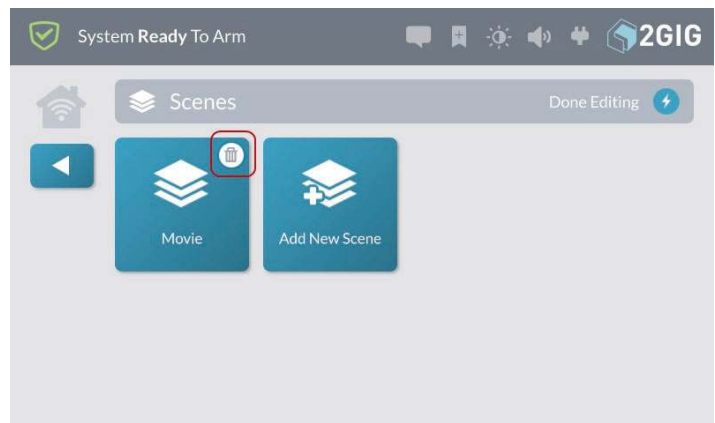 System Ready To Arm
2GIG
Scenes
Done Editing
Movie
Add New Scene